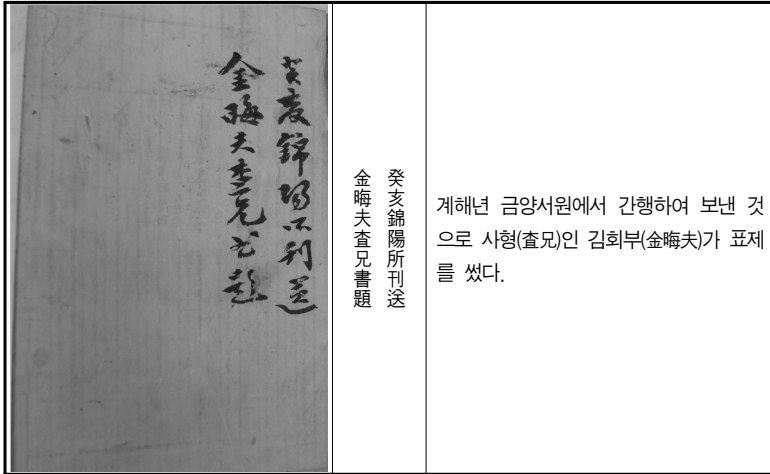 癸亥錦陽所刊送
金晦夫査兄書題
癸亥錦陽所刊送
金晦夫査兄書題
계해년 금양서원에서 간행하여 보낸 것
으로 사형(査兄)인 김회부(金晦夫)가 표제
를 썼다.